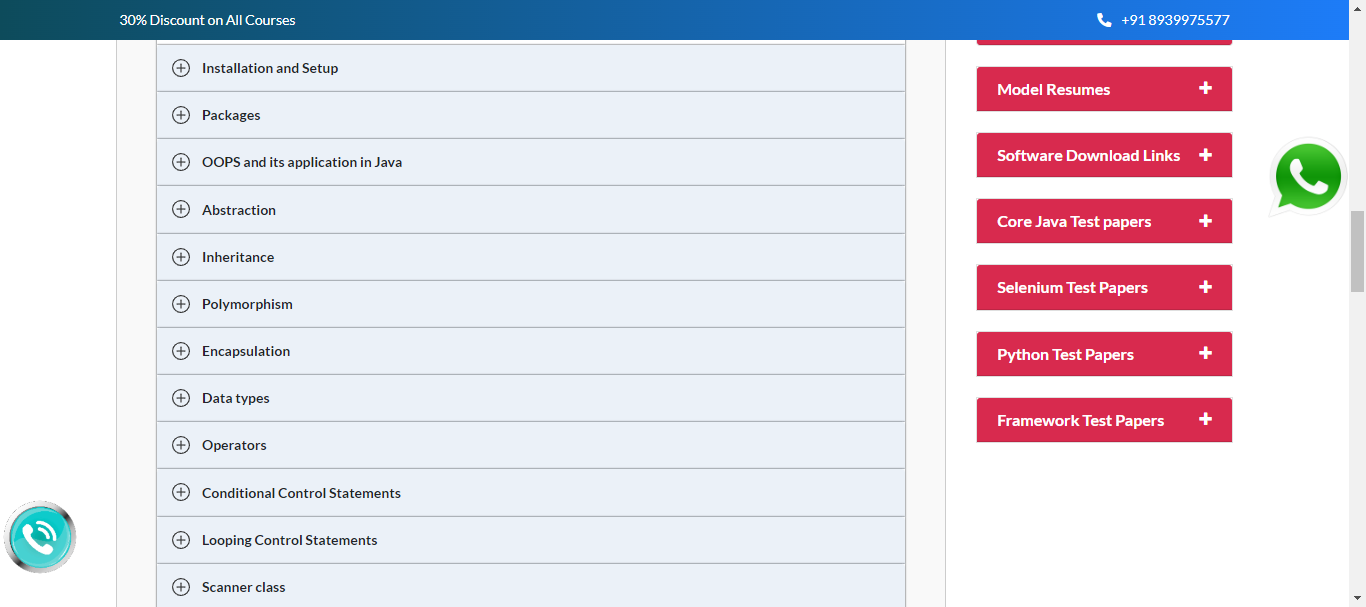 30% Discount on All Courses
+91 8939975577
Installation and Setup
Packages
OOPS and its application in Java
Abstraction
Inheritance
Polymorphism
Encapsulation
Data types
Operators
Conditional Control Statements
Looping Control Statements
Scanner class
Model Resumes
Software Download Links
Core Java Test papers
Selenium Test Papers
Python Test Papers
Framework Test Papers